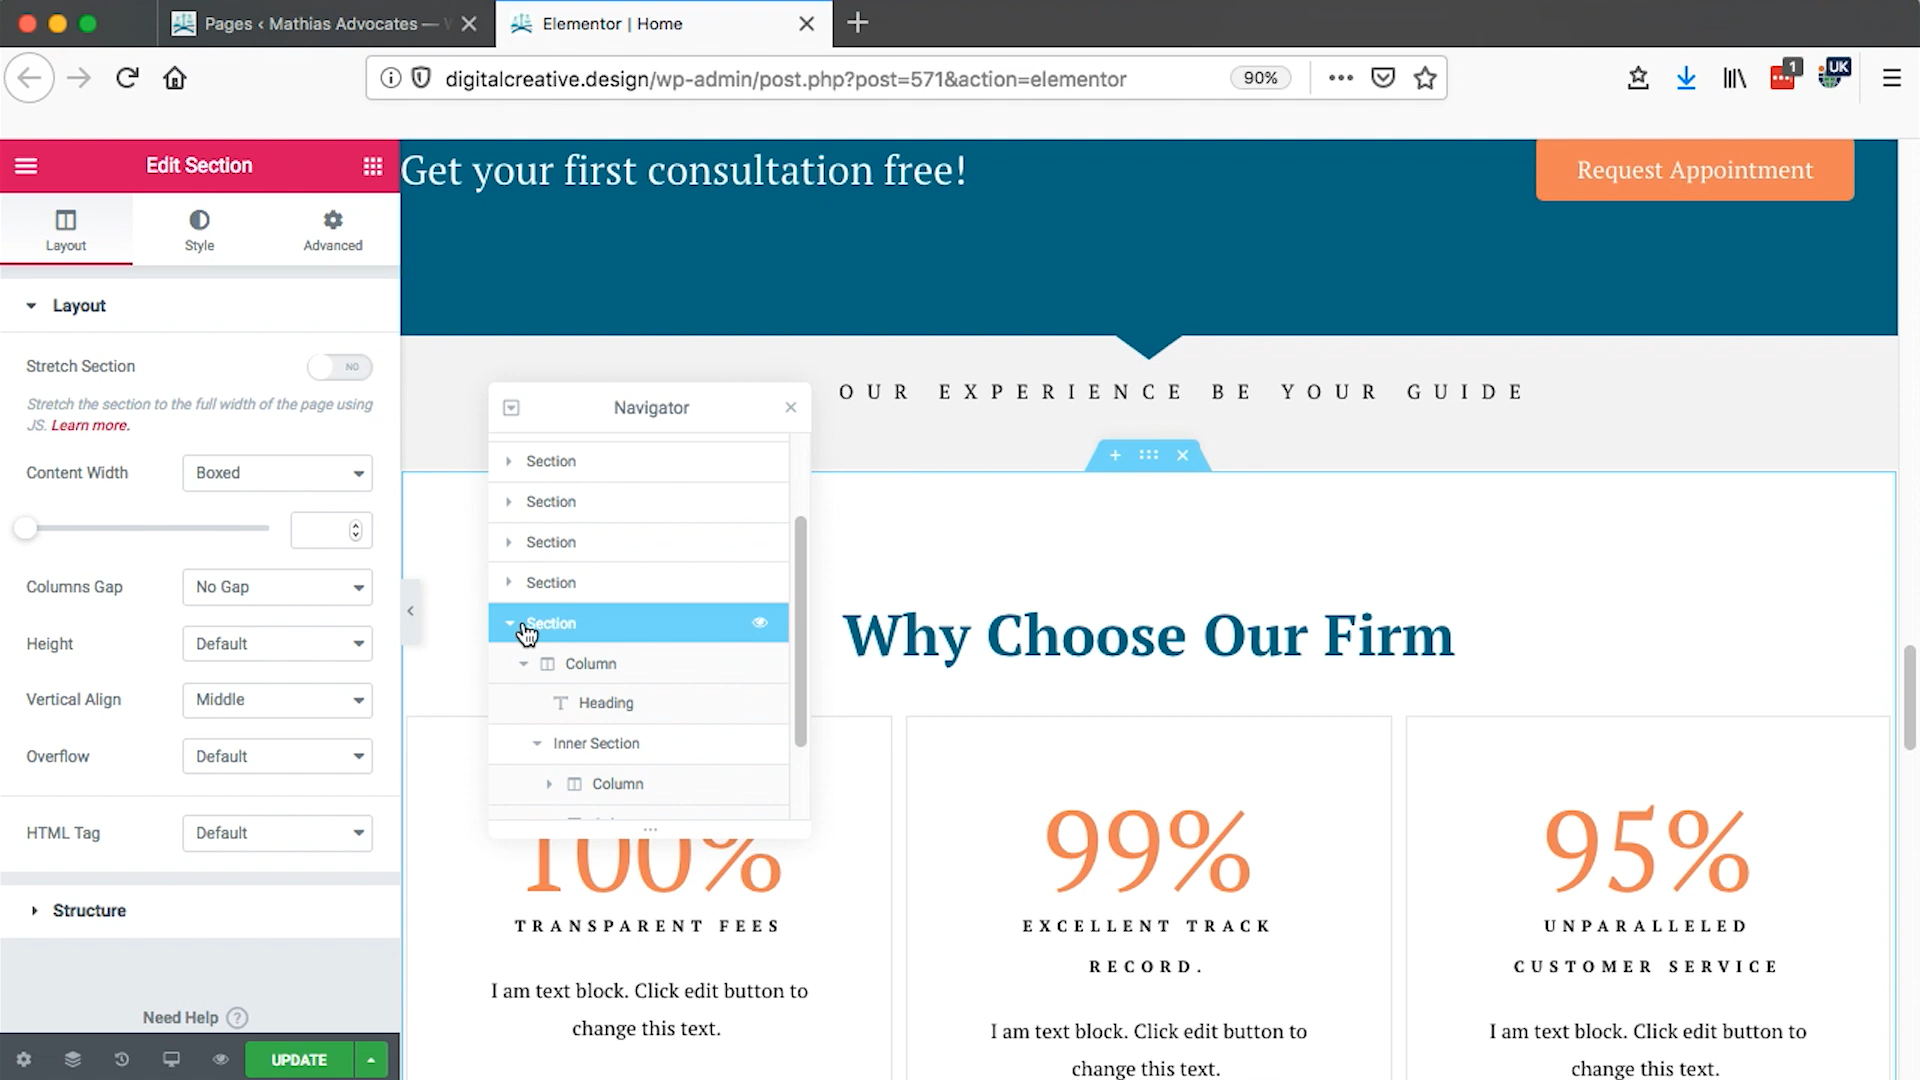 Pages ‹ Mathias Advocates —
Elementor | Home
digitalcreative.design/wp-admin/post.php?post=571&action=elementor
90%
1
UK
Edit Section
Layout
Style
Advanced
Layout
Stretch Section
NO
Stretch the section to the full width of the page using
JS. Learn more.
Content Width
Boxed
Columns Gap
No Gap
Height
Default
Vertical Align
Middle
Overflow
Default
HTML Tag
Default
Structure
Need Help
UPDATE
Get your first consultation free!
Request Appointment
OUR EXPERIENCE BE YOUR GUIDE
Navigator
Section
Section
Section
Section
Section
Column
Heading
Inner Section
Column
Why Choose Our Firm
100%
TRANSPARENT FEES
I am text block. Click edit button to
change this text.
99%
EXCELLENT TRACK
RECORD.
I am text block. Click edit button to
change this text.
95%
UNPARALLELED
CUSTOMER SERVICE
I am text block. Click edit button to
change this text.